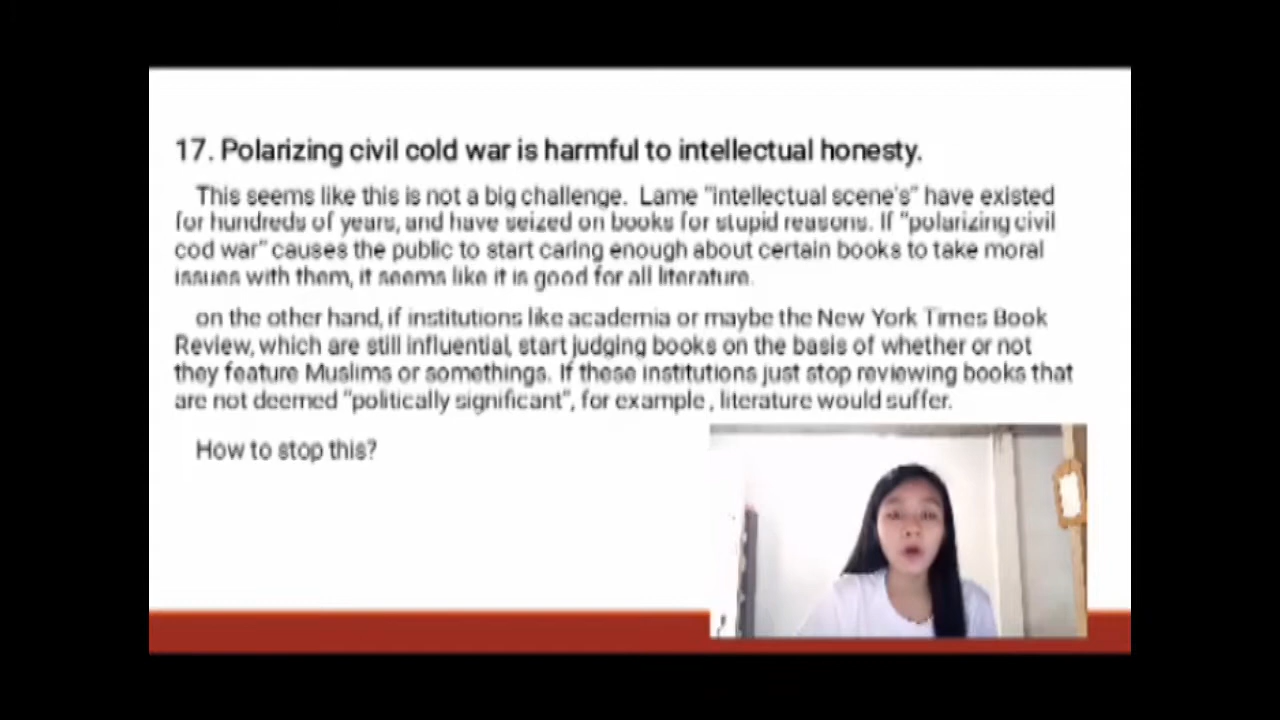 17. Polarizing civil cold war is harmful to intellectual honesty.
This seems like this is not a big challenge. Lame "intellectual scene's" have existed
for hundreds of years, and have seized on books for stupid reasons. If "polarizing civil
cod war" causes the public to start caring enough about certain books to take moral
issues with them, it seems like it is good for all literature.
on the other hand, if institutions like academia or maybe the New York Times Book
Review, which are still influential, start judging books on the basis of whether or not
they feature Muslims or somethings. If these institutions just stop reviewing books that
are not deemed "politically significant", for example , literature would suffer.
How to stop this?